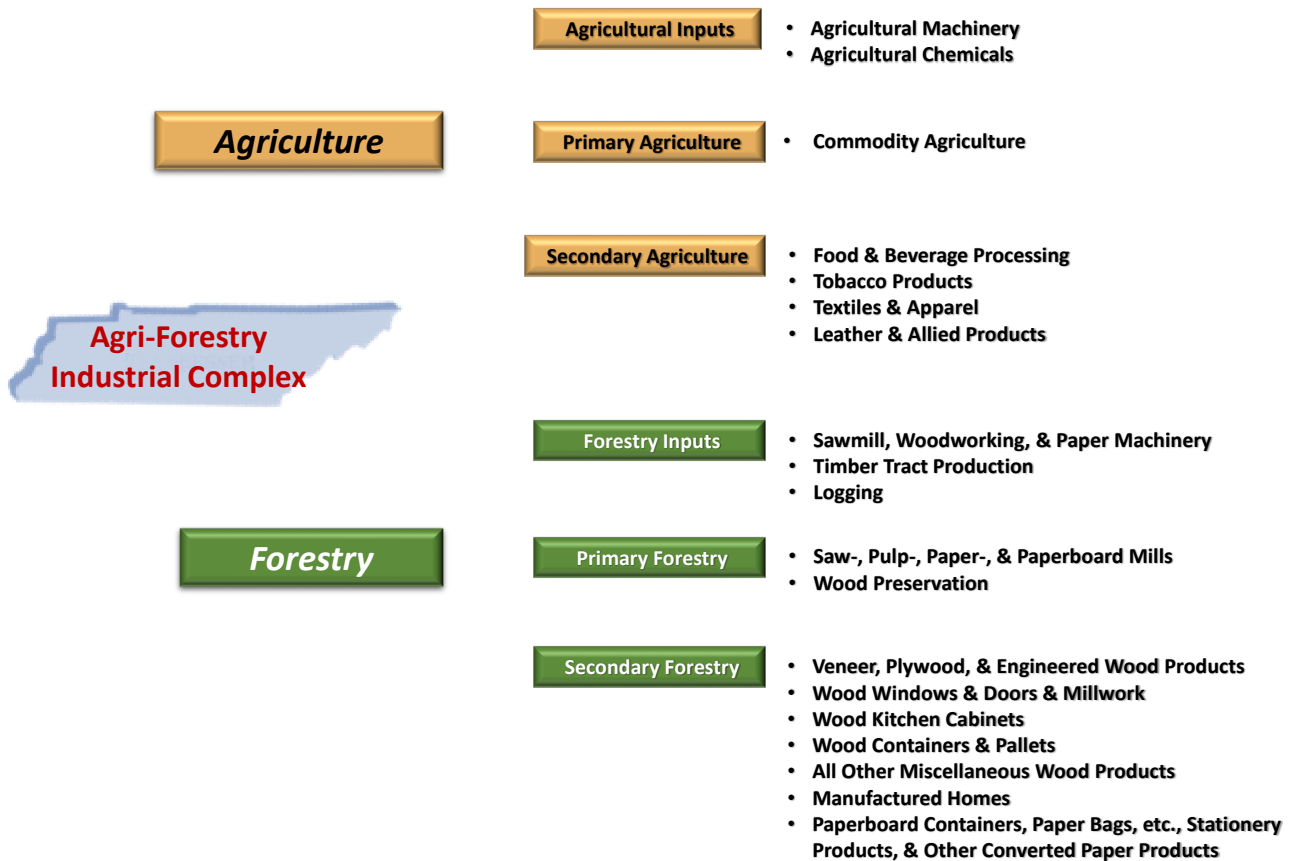 Agricultural Inputs
• Agricultural Machinery
• Agricultural Chemicals
Agriculture
Primary Agriculture
• Commodity Agriculture
Secondary Agriculture
• Food & Beverage Processing
• Tobacco Products
• Textiles & Apparel
• Leather & Allied Products
Agri-Forestry
Industrial Complex
Forestry Inputs
• Sawmill, Woodworking, & Paper Machinery
• Timber Tract Production
• Logging
Forestry
Primary Forestry
• Saw-, Pulp-, Paper-, & Paperboard Mills
• Wood Preservation
Secondary Forestry
• Veneer, Plywood, & Engineered Wood Products
• Wood Windows & Doors & Millwork
• Wood Kitchen Cabinets
• Wood Containers & Pallets
• All Other Miscellaneous Wood Products
• Manufactured Homes
• Paperboard Containers, Paper Bags, etc., Stationery
Products, & Other Converted Paper Products